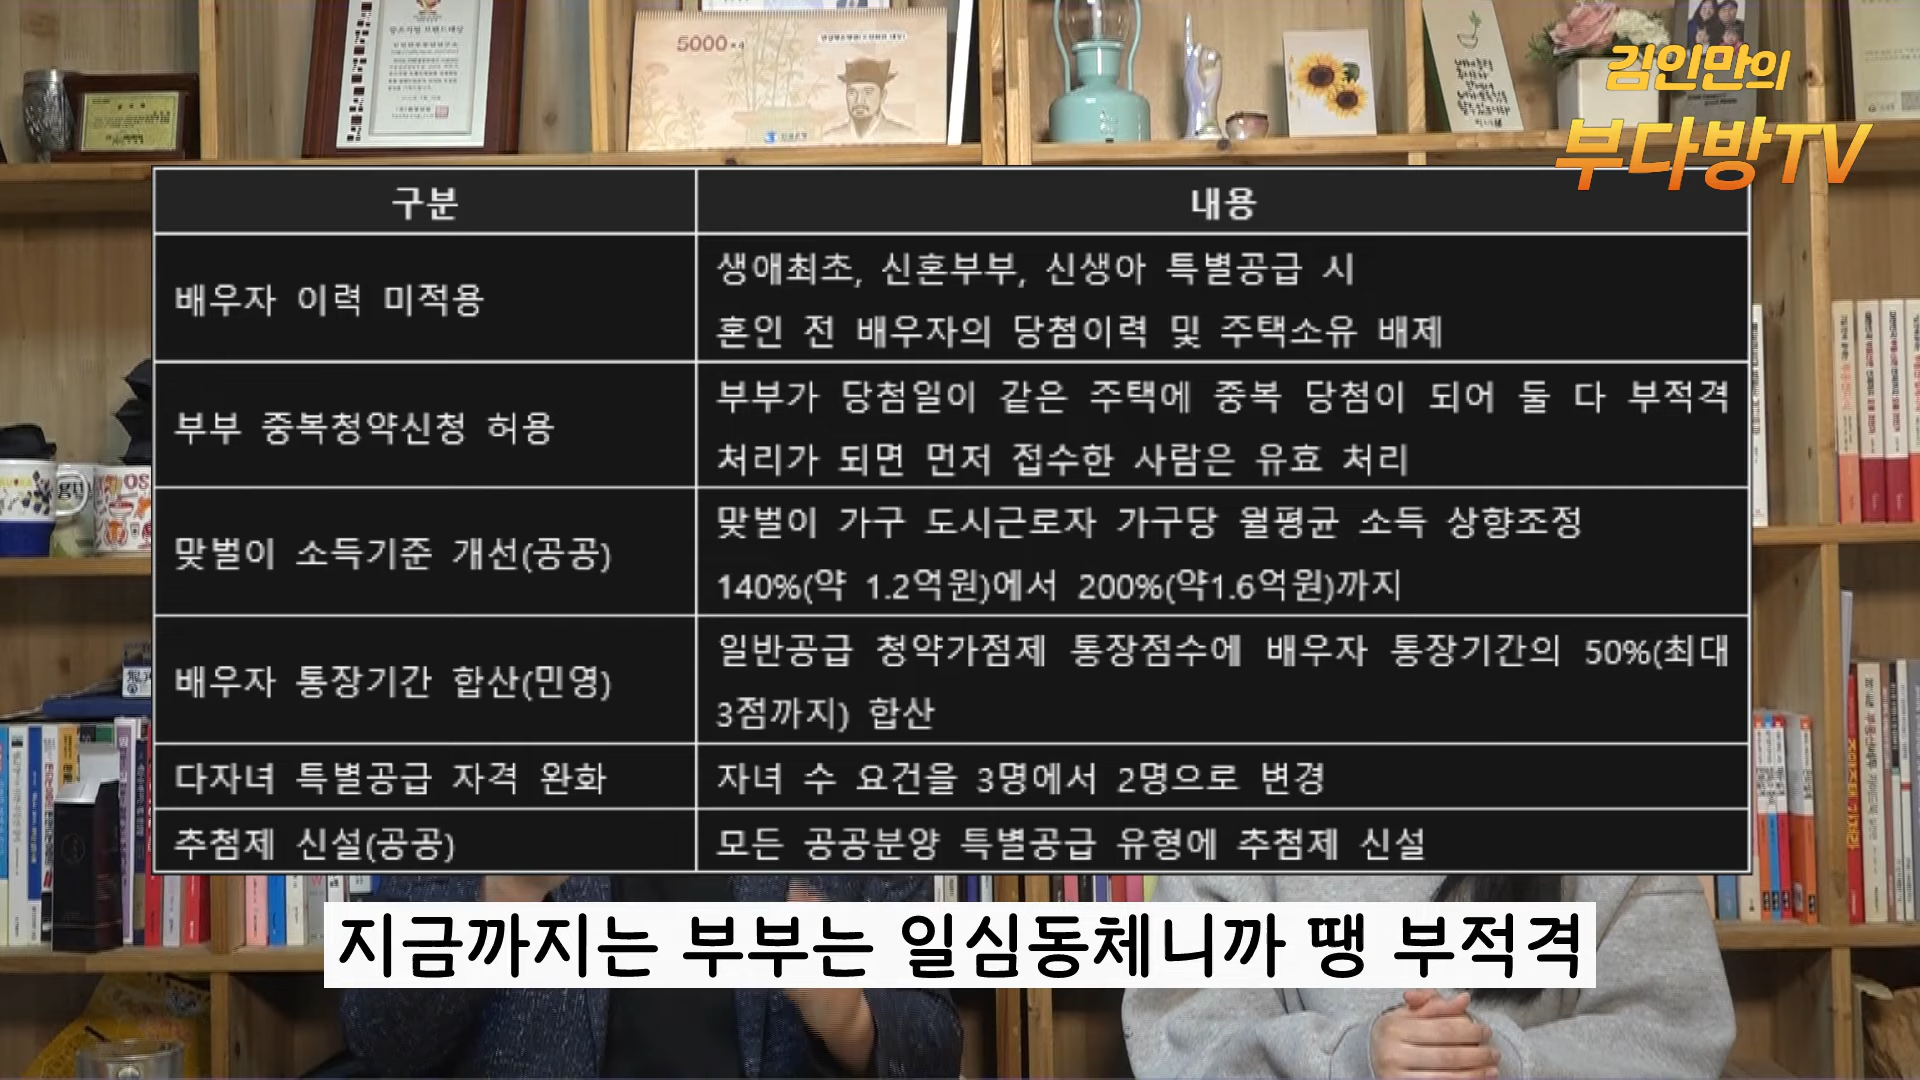 5000
김인만의
부다방TV
구분
내용
배우자 이력 미적용
생애최초, 신혼부부, 신생아 특별공급 시
혼인 전 배우자의 당첨이력 및 주택소유 배제
부부 중복청약신청 허용
부부가 당첨일이 같은 주택에 중복 당첨이 되어 둘 다 부적격
처리가 되면 먼저 접수한 사람은 유효 처리
맞벌이 소득기준 개선(공공)
맞벌이 가구 도시근로자 가구당 월평균 소득 상향조정
140%(약 1.2억원)에서 200%(약1.6억원)까지
배우자 통장기간 합산(민영)
일반공급 청약가점제 통장점수에 배우자 통장기간의 50%(최대
3점까지) 합산
다자녀 특별공급 자격 완화
자녀 수 요건을 3명에서 2명으로 변경
추첨제 신설(공공)
모든 공공분양 특별공급 유형에 추첨제 신설
지금까지는 부부는 일심동체니까 땡 부적격